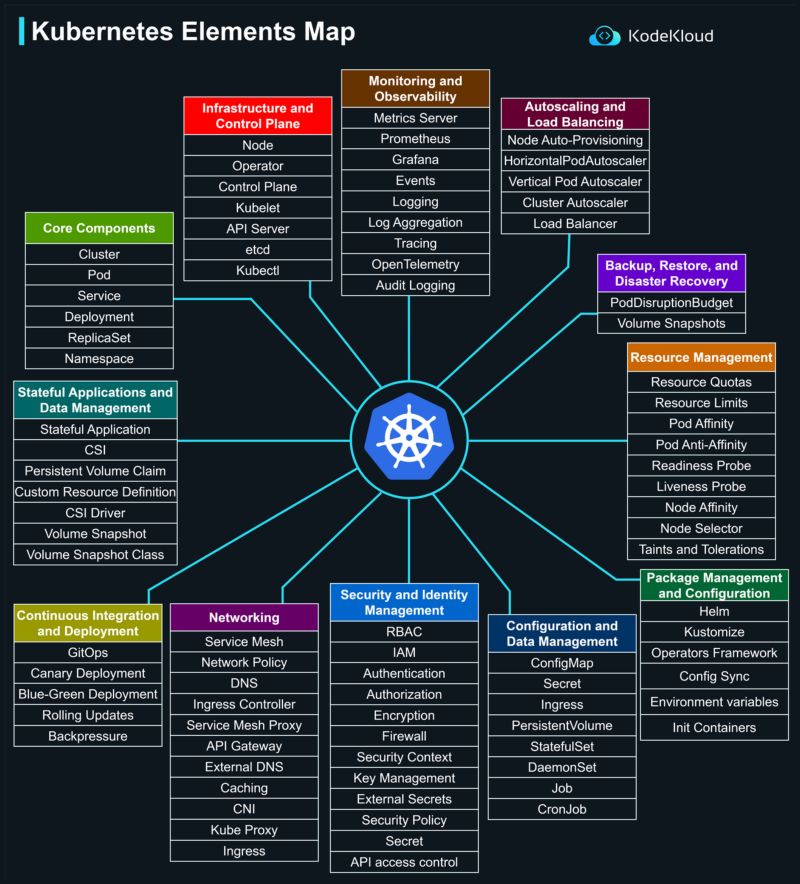 Kubernetes Elements Map
KodeKloud
Monitoring and
Observability
Metrics Server
Prometheus
Grafana
Events
Logging
Log Aggregation
Tracing
OpenTelemetry
Audit Logging
Infrastructure and
Control Plane
Node
Operator
Control Plane
Kubelet
API Server
etcd
Kubectl
Autoscaling and
Load Balancing
Node Auto-Provisioning
HorizontalPodAutoscaler
Vertical Pod Autoscaler
Cluster Autoscaler
Load Balancer
Core Components
Cluster
Pod
Service
Deployment
ReplicaSet
Namespace
Backup, Restore, and
Disaster Recovery
PodDisruptionBudget
Volume Snapshots
Resource Management
Resource Quotas
Resource Limits
Pod Affinity
Pod Anti-Affinity
Readiness Probe
Liveness Probe
Node Affinity
Node Selector
Taints and Tolerations
Stateful Applications and
Data Management
Stateful Application
CSI
Persistent Volume Claim
Custom Resource Definition
CSI Driver
Volume Snapshot
Volume Snapshot Class
Package Management
and Configuration
Helm
Kustomize
Operators Framework
Config Sync
Environment variables
Init Containers
Continuous Integration
and Deployment
GitOps
Canary Deployment
Blue-Green Deployment
Rolling Updates
Backpressure
Networking
Service Mesh
Network Policy
DNS
Ingress Controller
Service Mesh Proxy
API Gateway
External DNS
Caching
CNI
Kube Proxy
Ingress
Security and Identity
Management
RBAC
IAM
Authentication
Authorization
Encryption
Firewall
Security Context
Key Management
External Secrets
Security Policy
Secret
API access control
Configuration and
Data Management
ConfigMap
Secret
Ingress
PersistentVolume
StatefulSet
DaemonSet
Job
CronJob